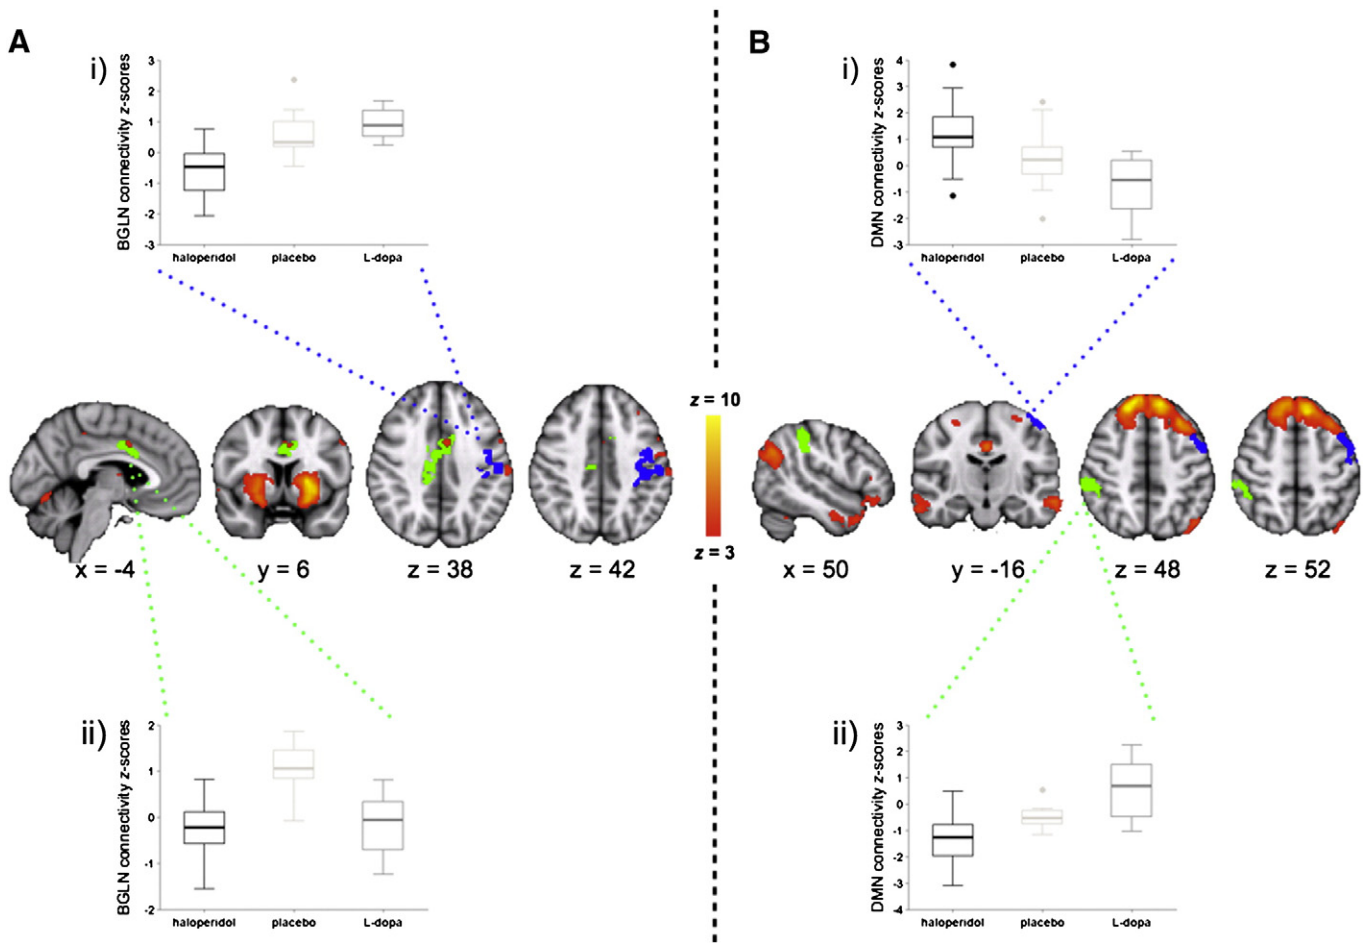 A
i)
BGLN connectivity z-scores
3
2
1
0
-1
-2
-3
haloperidol
placebo
L-dopa
B
i)
DMN connectivity z-scores
4
3
2
1
0
-1
-2
-3
haloperidol
placebo
L-dopa
x = -4
y = 6
z = 38
z = 42
z = 10
z = 3
x = 50
y = -16
z = 48
z = 52
ii)
BGLN connectivity z-scores
2
1
0
-1
-2
haloperidol
placebo
L-dopa
ii)
DMN connectivity z-scores
3
2
1
0
-1
-2
-3
-4
haloperidol
placebo
L-dopa